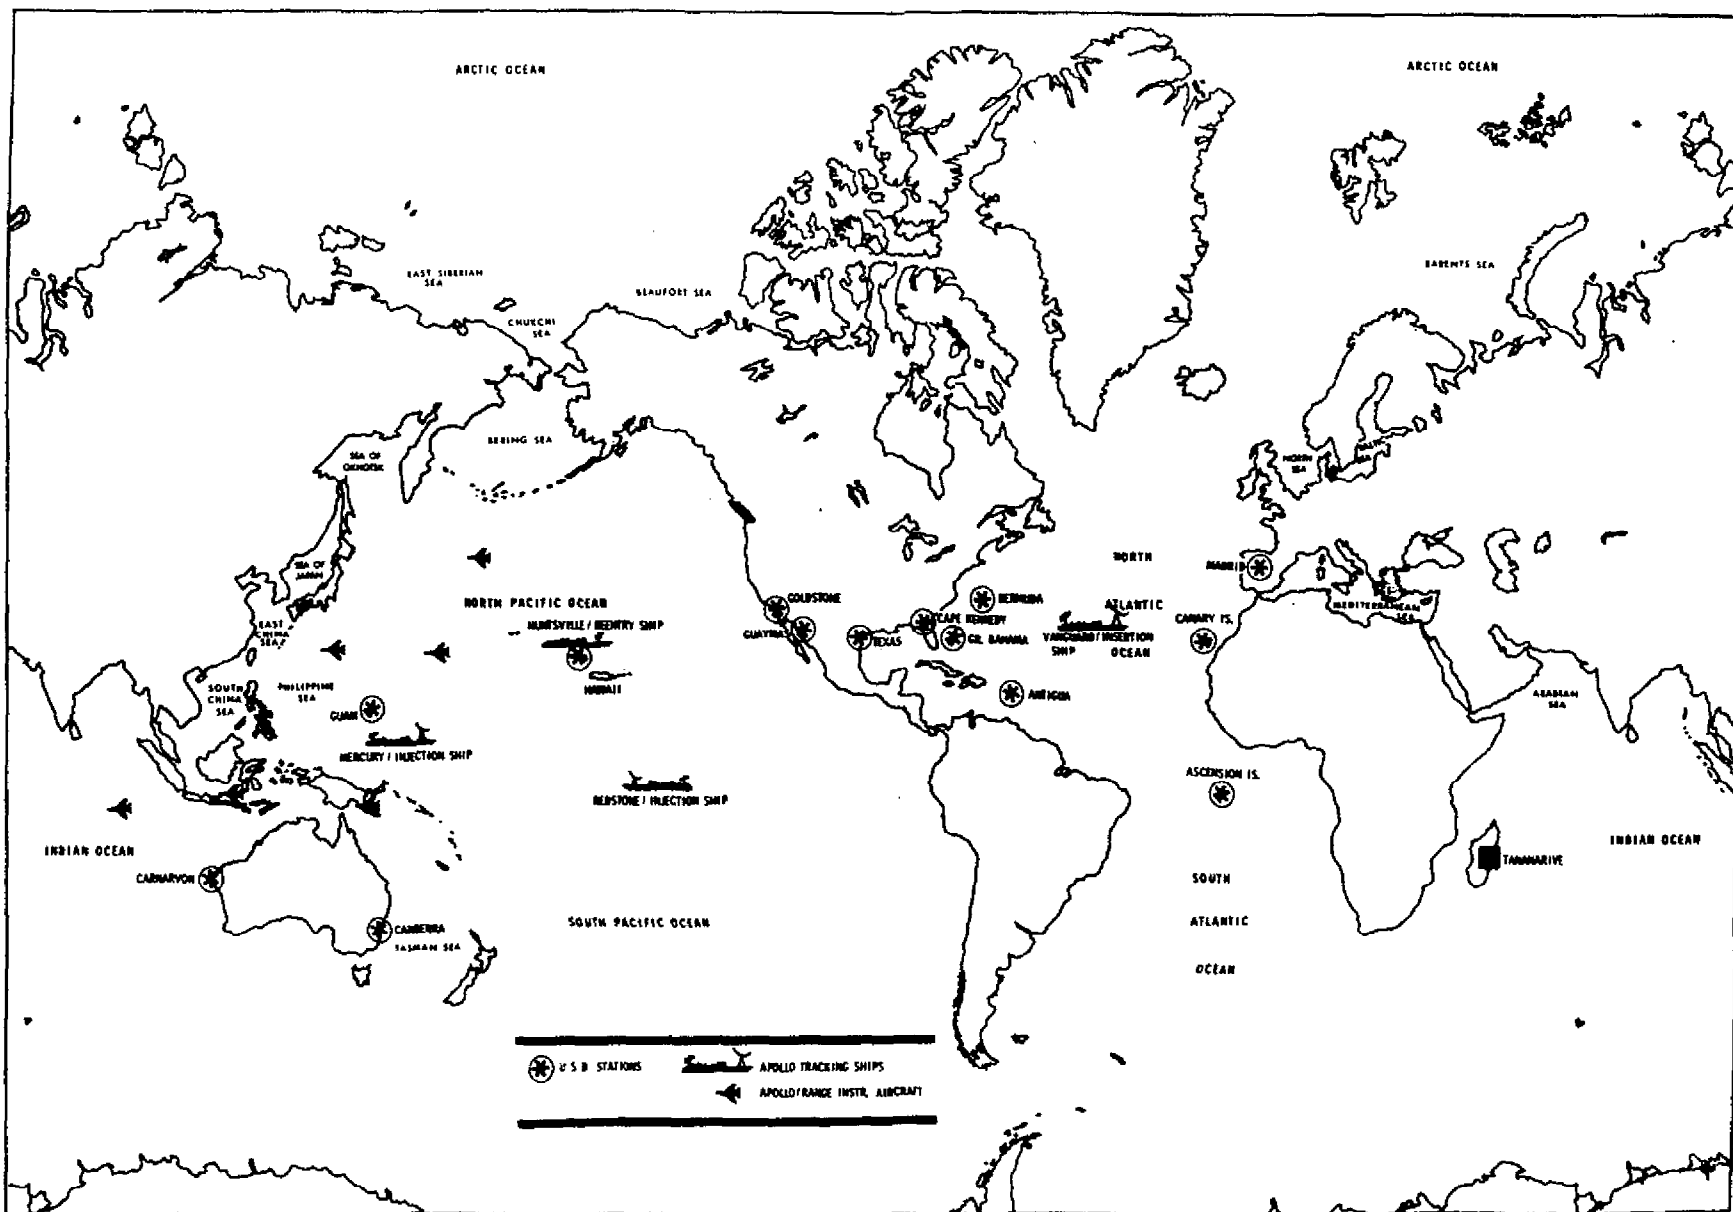 ARCTIC OCEAN
ARCTIC OCEAN
EAST SIBERIAN
SEA
BEAUFORT SEA
BARENTS SEA
CHUKCHI
SEA
BERING SEA
SEA OF
OKHOTSK
NORTH
SEA
BALTIC
SEA
SEA OF
JAPAN
NORTH
MADRID
EAST
CHINA
SEA
NORTH PACIFIC OCEAN
HUNTSVILLE / REENTRY SHIP
GOLDSTONE
BERMUDA
ATLANTIC
MEDITERRANEAN
SEA
GUAYMAS
TEXAS
CAPE KENNEDY
GR. BAHAMA
VANGUARD / INSERTION
SHIP
OCEAN
CANARY IS.
SOUTH
CHINA
SEA
PHILIPPINE
SEA
HAWAII
ANTIGUA
ARABIAN
SEA
GUAM
MERCURY / INJECTION SHIP
REDSTONE / INJECTION SHIP
ASCENSION IS.
INDIAN OCEAN
INDIAN OCEAN
CARNARVON
TANANARIVE
SOUTH
CANBERRA
TASMAN SEA
SOUTH PACIFIC OCEAN
ATLANTIC
OCEAN
U S B STATIONS
APOLLO TRACKING SHIPS
APOLLO/RANGE INSTR. AIRCRAFT